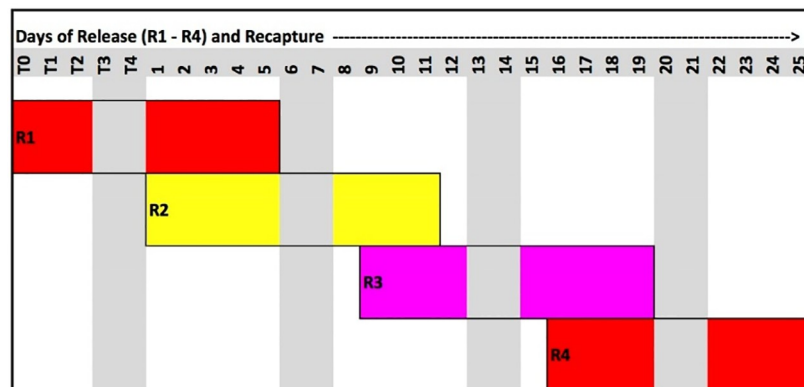 Days of Release (R1 - R4) and Recapture ---------------------------------------------------------------------->
T0 T1 T2 T3 T4 1 2 3 4 5 6 7 8 9 10 11 12 13 14 15 16 17 18 19 20 21 22 23 24 25
R1
R2
R3
R4